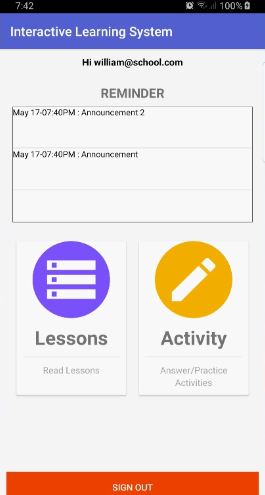 7:42
100%
Interactive Learning System
Hi william@school.com
REMINDER
May 17-07:40PM : Announcement 2
May 17-07:40PM : Announcement
Lessons
Read Lessons
Activity
Answer/Practice
Activities
SIGN OUT